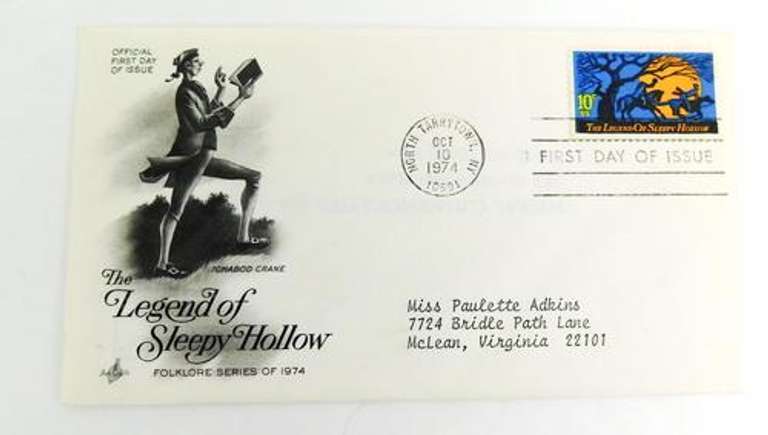 OFFICIAL
FIRST DAY
OF ISSUE
10c
US
THE LEGEND OF SLEEPY HOLLOW
NORTH TARRYTOWN, NY
OCT
10
1974
10591
FIRST DAY OF ISSUE
ICHABOD CRANE
The
Legend of
Sleepy Hollow
FOLKLORE SERIES OF 1974
Miss Paulette Adkins
7724 Bridle Path Lane
McLean, Virginia 22101